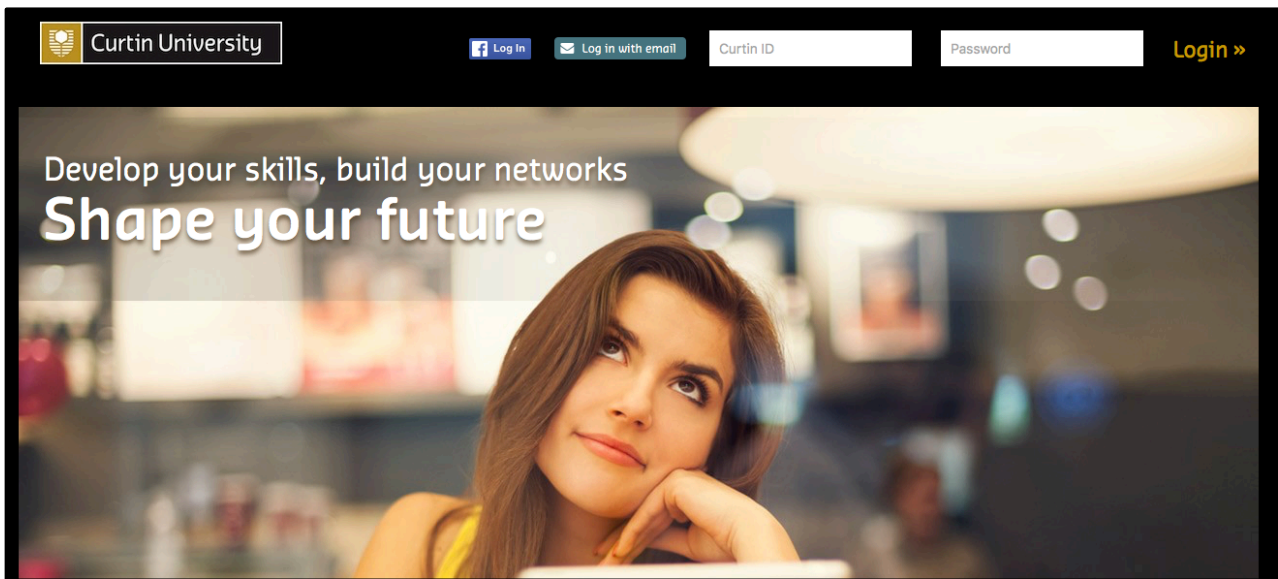 Curtin University
Log In
Log in with email
Curtin ID
Password
Login »
Develop your skills, build your networks
Shape your future